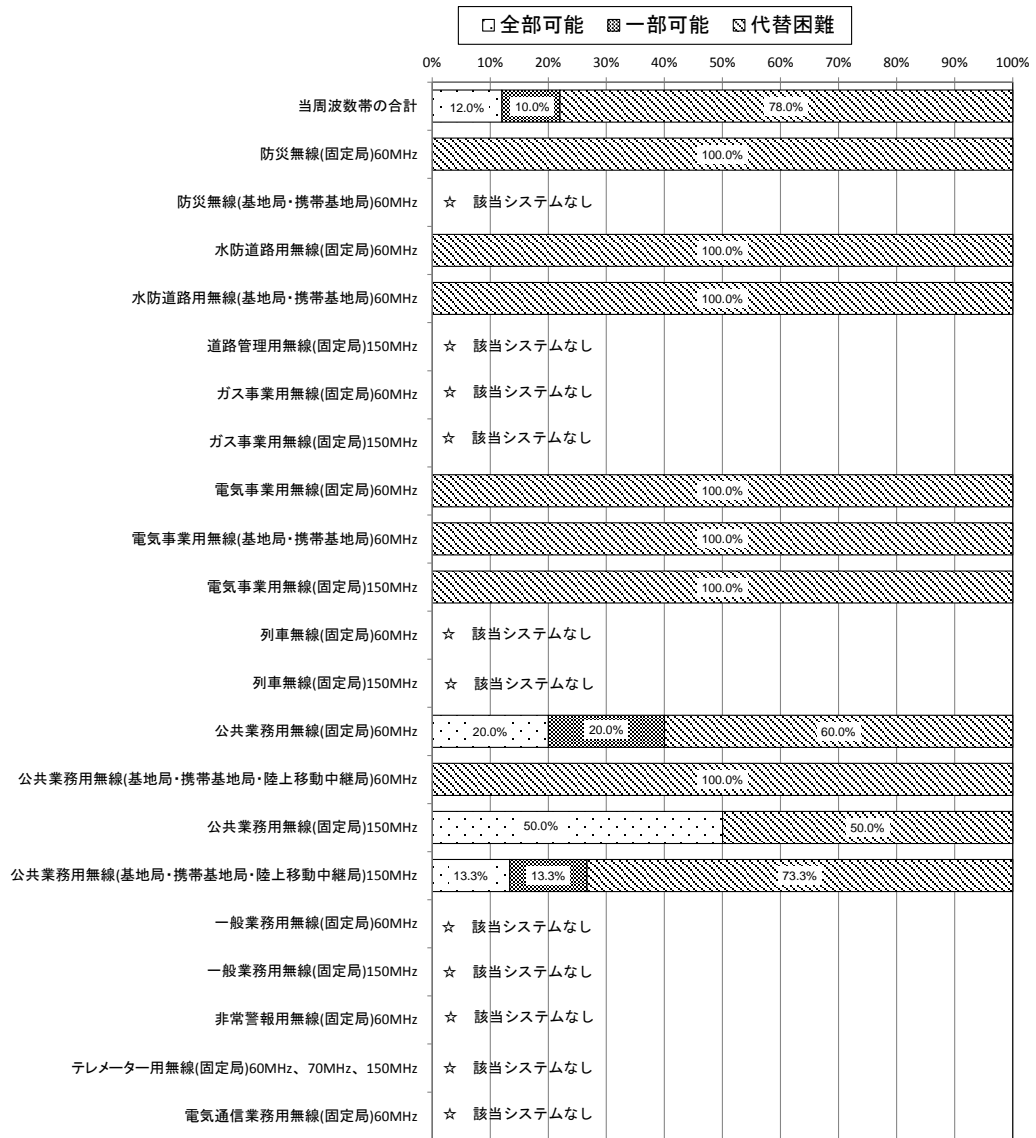 全部可能 一部可能 代替困難
0% 10% 20% 30% 40% 50% 60% 70% 80% 90% 100%
当周波数帯の合計 12.0% 10.0% 78.0%
防災無線(固定局)60MHz 100.0%
防災無線(基地局・携帯基地局)60MHz ☆ 該当システムなし
水防道路用無線(固定局)60MHz 100.0%
水防道路用無線(基地局・携帯基地局)60MHz 100.0%
道路管理用無線(固定局)150MHz ☆ 該当システムなし
ガス事業用無線(固定局)60MHz ☆ 該当システムなし
ガス事業用無線(固定局)150MHz ☆ 該当システムなし
電気事業用無線(固定局)60MHz 100.0%
電気事業用無線(基地局・携帯基地局)60MHz 100.0%
電気事業用無線(固定局)150MHz 100.0%
列車無線(固定局)60MHz ☆ 該当システムなし
列車無線(固定局)150MHz ☆ 該当システムなし
公共業務用無線(固定局)60MHz 20.0% 20.0% 60.0%
公共業務用無線(基地局・携帯基地局・陸上移動中継局)60MHz 100.0%
公共業務用無線(固定局)150MHz 50.0% 50.0%
公共業務用無線(基地局・携帯基地局・陸上移動中継局)150MHz 13.3% 13.3% 73.3%
一般業務用無線(固定局)60MHz ☆ 該当システムなし
一般業務用無線(固定局)150MHz ☆ 該当システムなし
非常警報用無線(固定局)60MHz ☆ 該当システムなし
テレメーター用無線(固定局)60MHz、70MHz、150MHz ☆ 該当システムなし
電気通信業務用無線(固定局)60MHz ☆ 該当システムなし